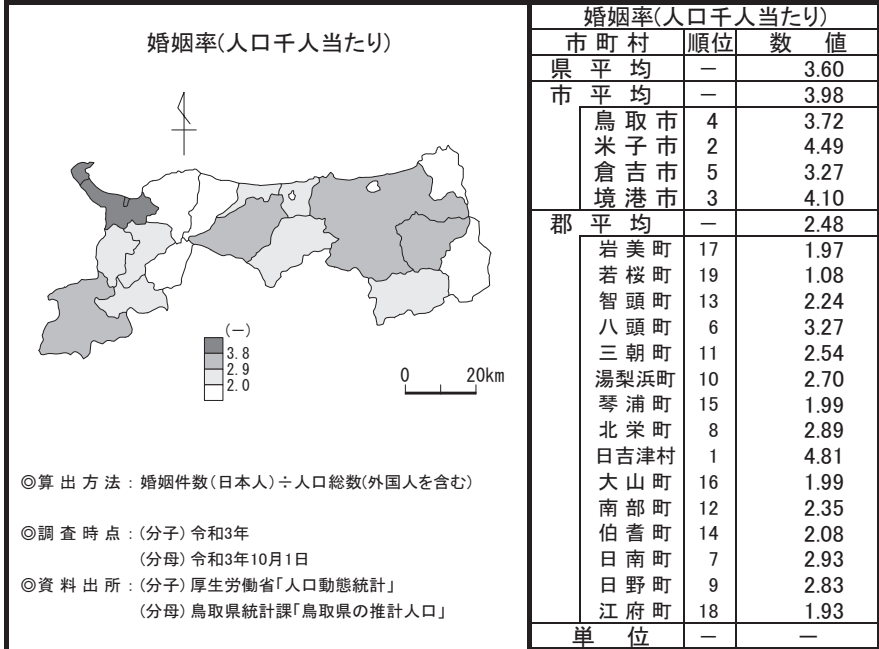 婚姻率(人口千人当たり)
(－)
3.8
2.9
2.0
0 20km
◎算出方法：婚姻件数(日本人)÷人口総数(外国人を含む)
◎調査時点：(分子)令和3年
(分母)令和3年10月1日
◎資料出所：(分子)厚生労働省「人口動態統計」
(分母)鳥取県統計課「鳥取県の推計人口」
婚姻率(人口千人当たり)
市町村 順位 数値
県平均 － 3.60
市平均 － 3.98
鳥取市 4 3.72
米子市 2 4.49
倉吉市 5 3.27
境港市 3 4.10
郡平均 － 2.48
岩美町 17 1.97
若桜町 19 1.08
智頭町 13 2.24
八頭町 6 3.27
三朝町 11 2.54
湯梨浜町 10 2.70
琴浦町 15 1.99
北栄町 8 2.89
日吉津村 1 4.81
大山町 16 1.99
南部町 12 2.35
伯耆町 14 2.08
日南町 7 2.93
日野町 9 2.83
江府町 18 1.93
単位 － －